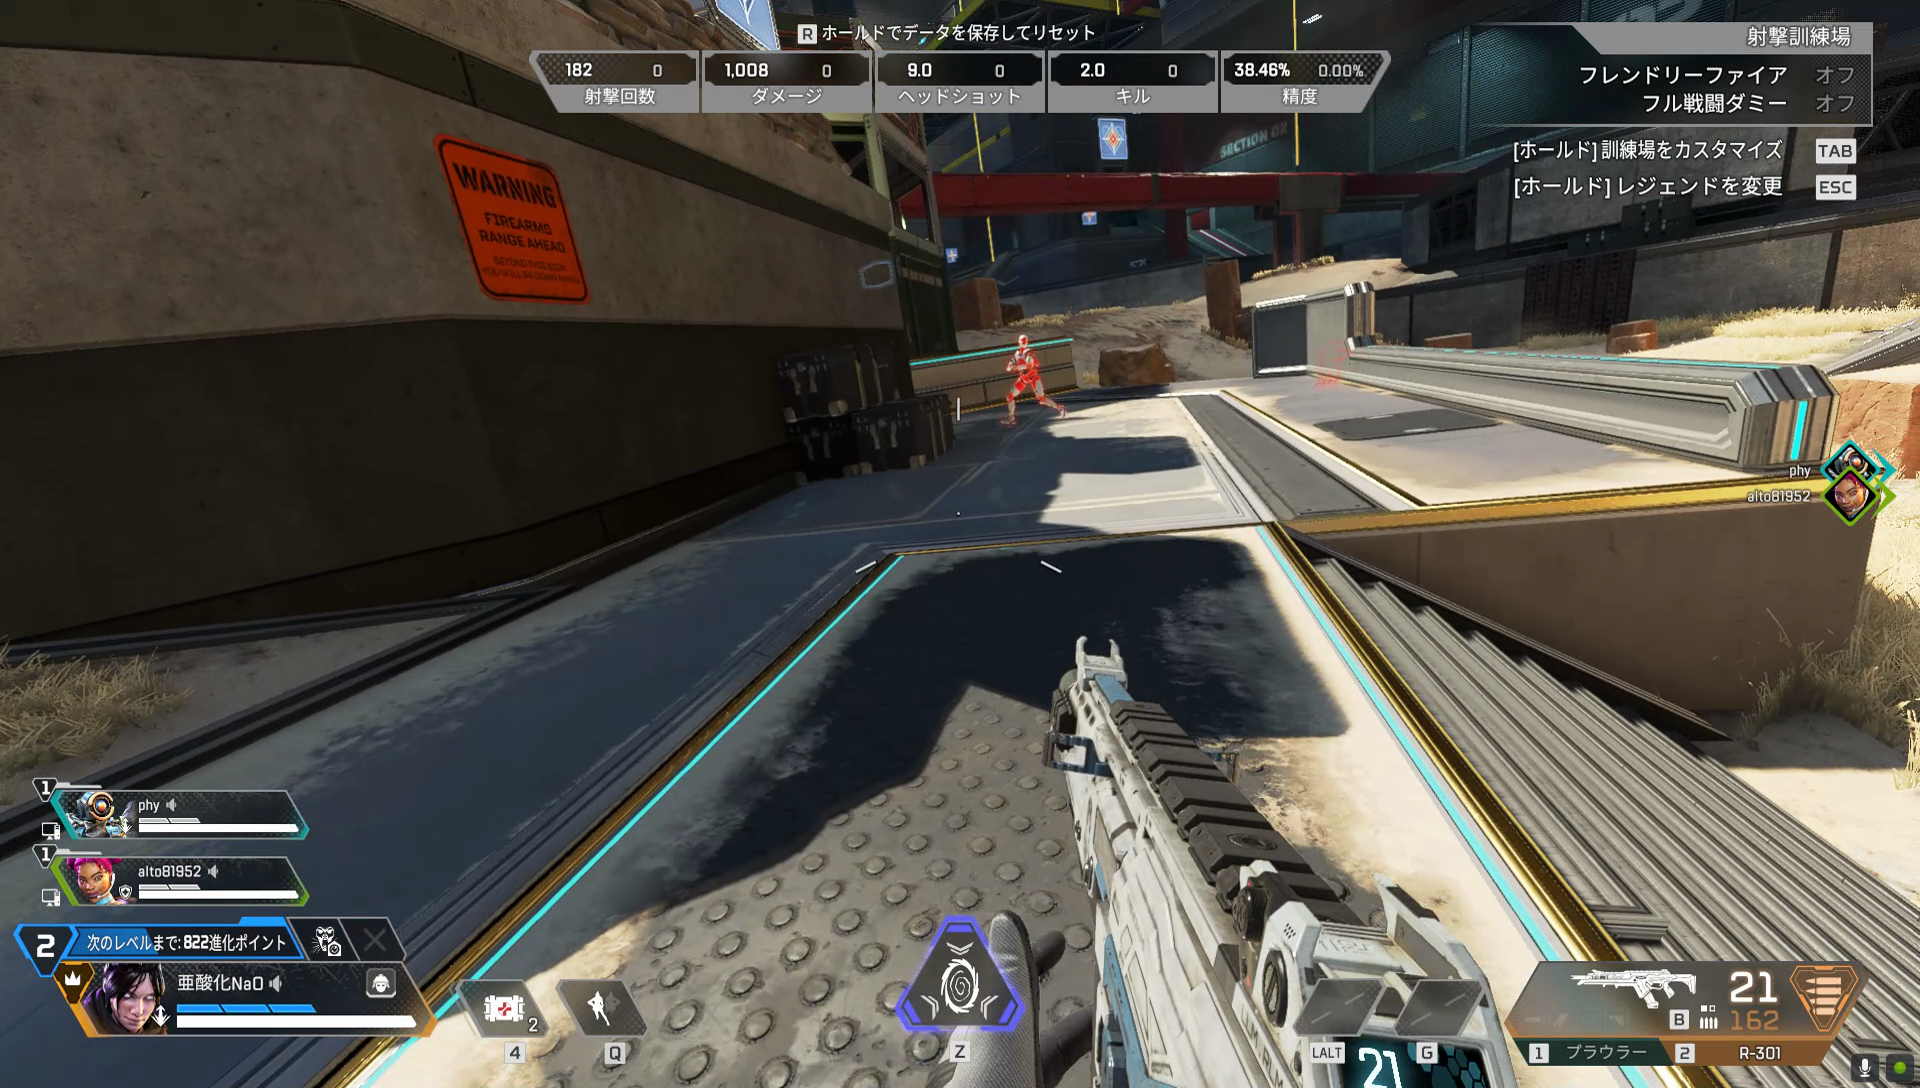 R ホールドでデータを保存してリセット
182 0
射撃回数
1,008 0
ダメージ
9.0 0
ヘッドショット
2.0 0
キル
38.46% 0.00%
精度
射撃訓練場
フレンドリーファイア オフ
フル戦闘ダミー オフ
[ホールド]訓練場をカスタマイズ TAB
[ホールド]レジェンドを変更 ESC
SECTION 02
WARNING
FIREARMS
RANGE AHEAD
phy
alto81952
1
phy
1
alto81952
2
次のレベルまで:822進化ポイント
亜酸化NaO
2
4
Q
Z
LALT
G
21
21
B 162
1 プラウラー
2 R-301